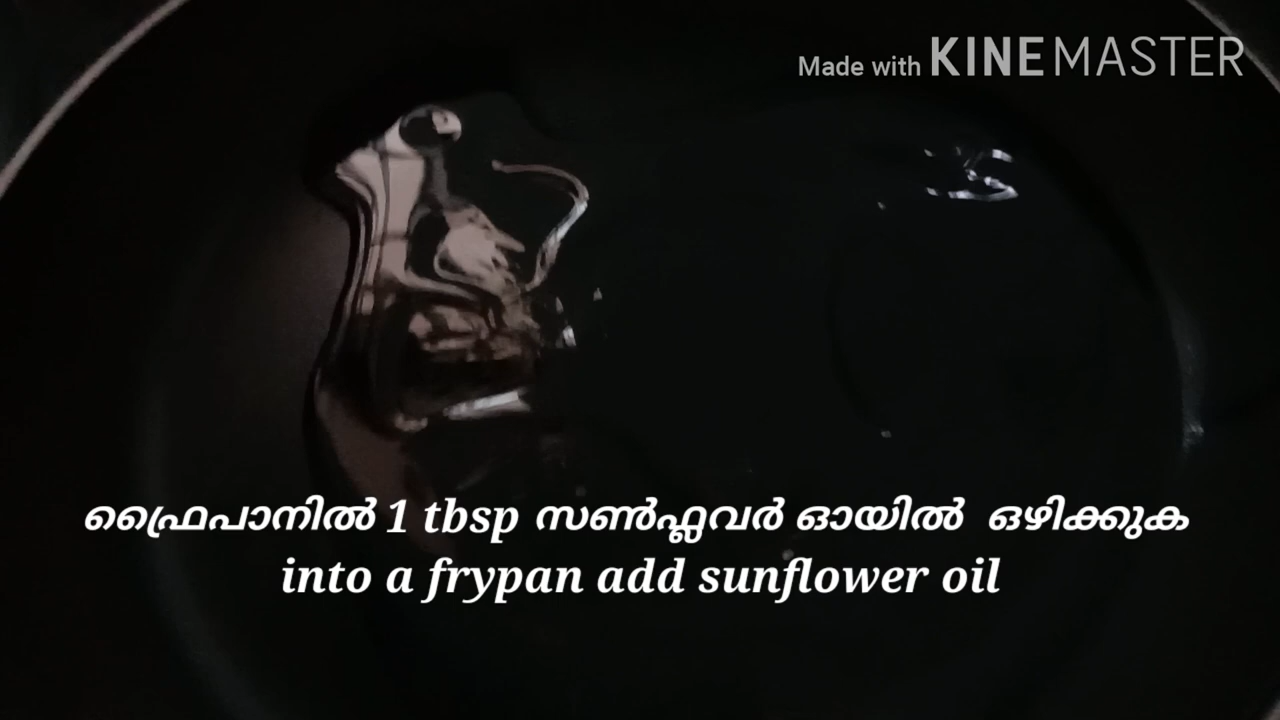 Made with KINEMASTER
ഫ്രൈപാനിൽ 1 tbsp സൺഫ്ലവർ ഓയിൽ ഒഴിക്കുക
into a frypan add sunflower oil